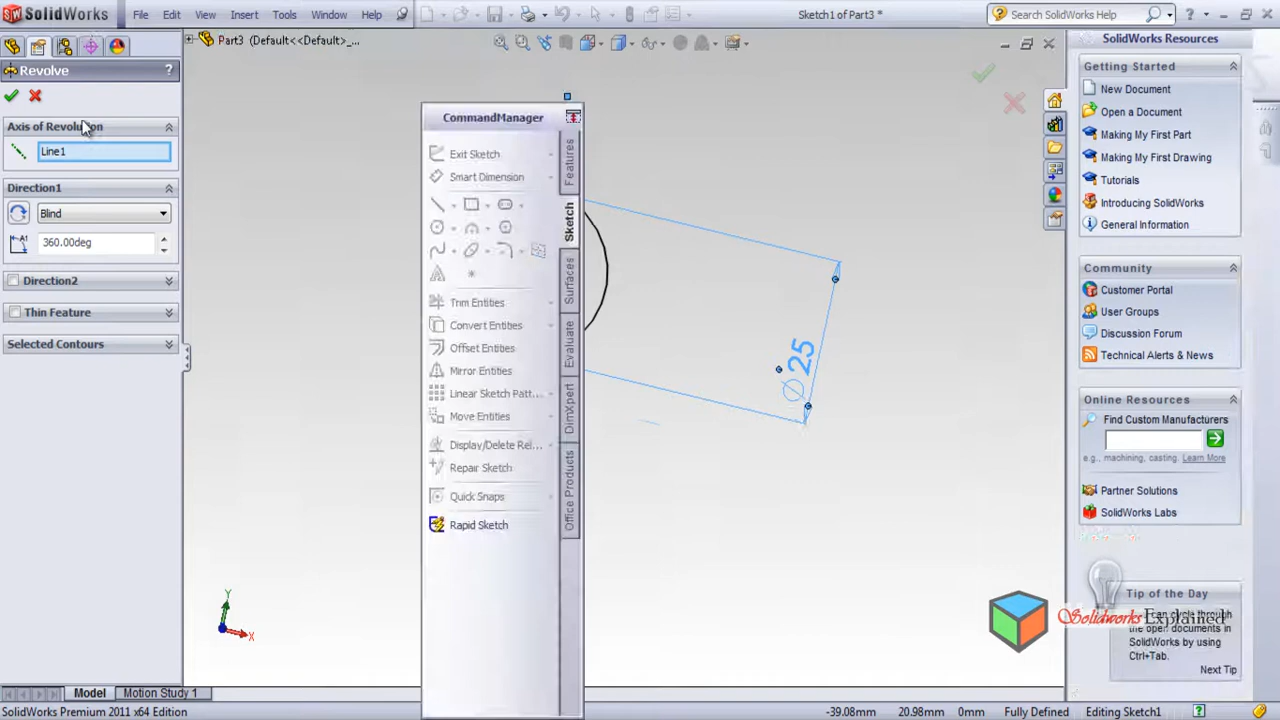 SolidWorks
File Edit View Insert Tools Window Help
Sketch1 of Part3 *
Search SolidWorks Help
Revolve
?
Part3 (Default<<Default>_...
Axis of Revolution
Line1
Direction1
Blind
360.00deg
Direction2
Thin Feature
Selected Contours
CommandManager
Exit Sketch
Smart Dimension
Trim Entities
Convert Entities
Offset Entities
Mirror Entities
Linear Sketch Patt...
Move Entities
Display/Delete Rel...
Repair Sketch
Quick Snaps
Rapid Sketch
Features
Sketch
Surfaces
Evaluate
DimXpert
Office Products
∅25
Y
X
SolidWorks Resources
Getting Started
New Document
Open a Document
Making My First Part
Making My First Drawing
Tutorials
Introducing SolidWorks
General Information
Community
Customer Portal
User Groups
Discussion Forum
Technical Alerts & News
Online Resources
Find Custom Manufacturers
e.g., machining, casting. Learn More
Partner Solutions
SolidWorks Labs
Tip of the Day
cycle through
Solidworks Explained
the open documents in
SolidWorks by using
Ctrl+Tab.
Next Tip
Model Motion Study 1
SolidWorks Premium 2011 x64 Edition
-39.08mm 20.98mm 0mm Fully Defined Editing Sketch1